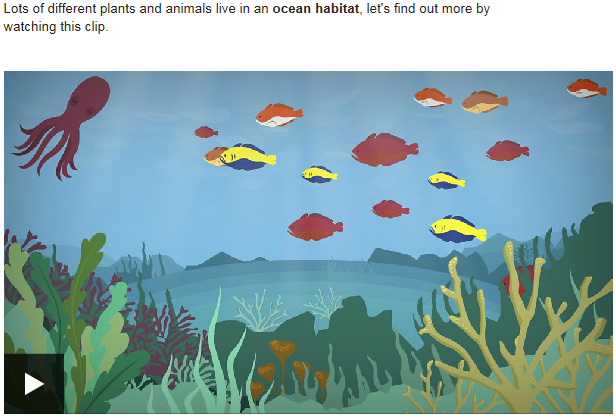 Lots of different plants and animals live in an ocean habitat, let's find out more by
watching this clip.